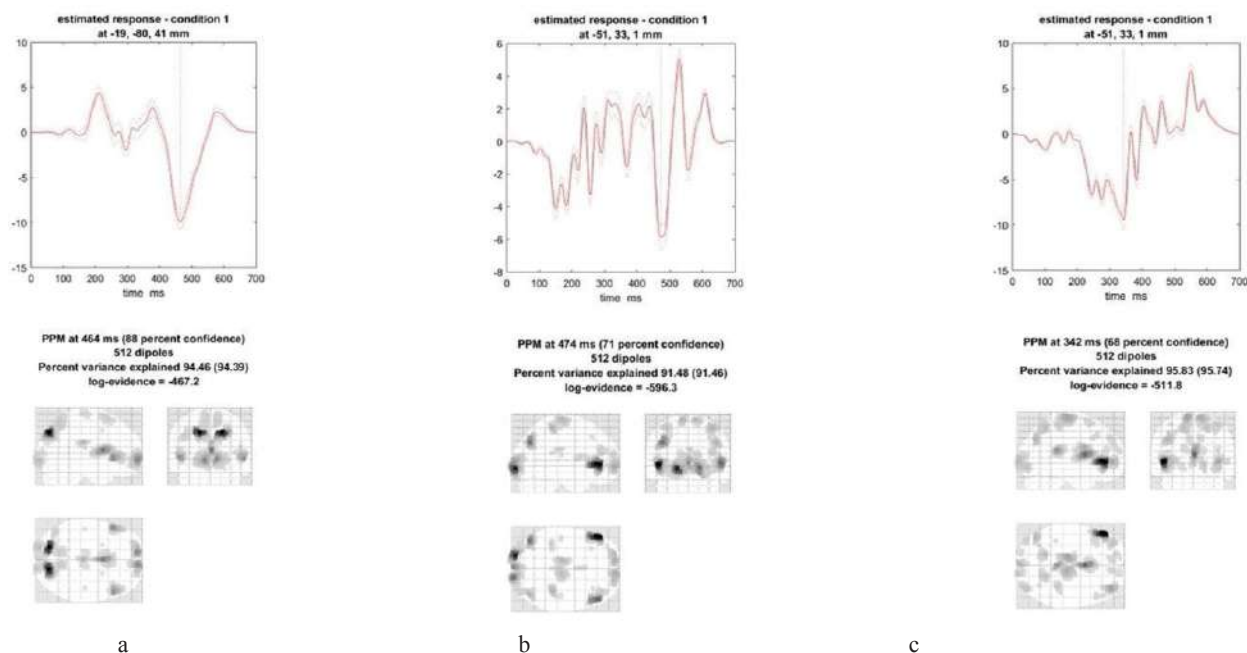 estimated response - condition 1
at -19, -80, 41 mm
10
5
0
-5
-10
-15
0 100 200 300 400 500 600 700
time ms
PPM at 464 ms (88 percent confidence)
512 dipoles
Percent variance explained 94.46 (94.39)
log-evidence = -467.2
a
estimated response - condition 1
at -51, 33, 1 mm
6
4
2
0
-2
-4
-6
-8
0 100 200 300 400 500 600 700
time ms
PPM at 474 ms (71 percent confidence)
512 dipoles
Percent variance explained 91.48 (91.46)
log-evidence = -596.3
b
estimated response - condition 1
at -51, 33, 1 mm
10
5
0
-5
-10
-15
0 100 200 300 400 500 600 700
time ms
PPM at 342 ms (68 percent confidence)
512 dipoles
Percent variance explained 95.83 (95.74)
log-evidence = -511.8
c